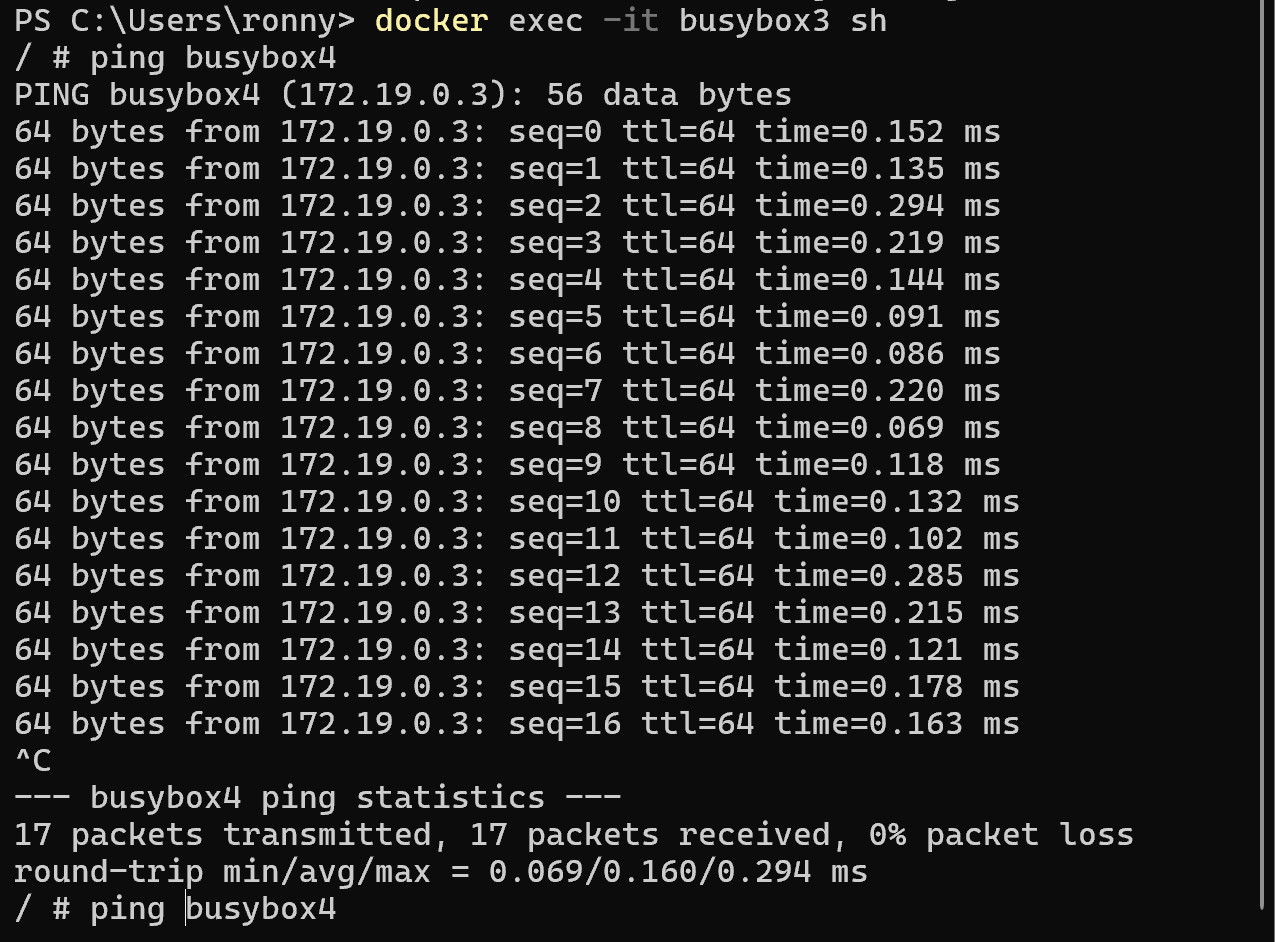 PS C:\Users\ronny> docker exec -it busybox3 sh
/ # ping busybox4
PING busybox4 (172.19.0.3): 56 data bytes
64 bytes from 172.19.0.3: seq=0 ttl=64 time=0.152 ms
64 bytes from 172.19.0.3: seq=1 ttl=64 time=0.135 ms
64 bytes from 172.19.0.3: seq=2 ttl=64 time=0.294 ms
64 bytes from 172.19.0.3: seq=3 ttl=64 time=0.219 ms
64 bytes from 172.19.0.3: seq=4 ttl=64 time=0.144 ms
64 bytes from 172.19.0.3: seq=5 ttl=64 time=0.091 ms
64 bytes from 172.19.0.3: seq=6 ttl=64 time=0.086 ms
64 bytes from 172.19.0.3: seq=7 ttl=64 time=0.220 ms
64 bytes from 172.19.0.3: seq=8 ttl=64 time=0.069 ms
64 bytes from 172.19.0.3: seq=9 ttl=64 time=0.118 ms
64 bytes from 172.19.0.3: seq=10 ttl=64 time=0.132 ms
64 bytes from 172.19.0.3: seq=11 ttl=64 time=0.102 ms
64 bytes from 172.19.0.3: seq=12 ttl=64 time=0.285 ms
64 bytes from 172.19.0.3: seq=13 ttl=64 time=0.215 ms
64 bytes from 172.19.0.3: seq=14 ttl=64 time=0.121 ms
64 bytes from 172.19.0.3: seq=15 ttl=64 time=0.178 ms
64 bytes from 172.19.0.3: seq=16 ttl=64 time=0.163 ms
^C
--- busybox4 ping statistics ---
17 packets transmitted, 17 packets received, 0% packet loss
round-trip min/avg/max = 0.069/0.160/0.294 ms
/ # ping busybox4